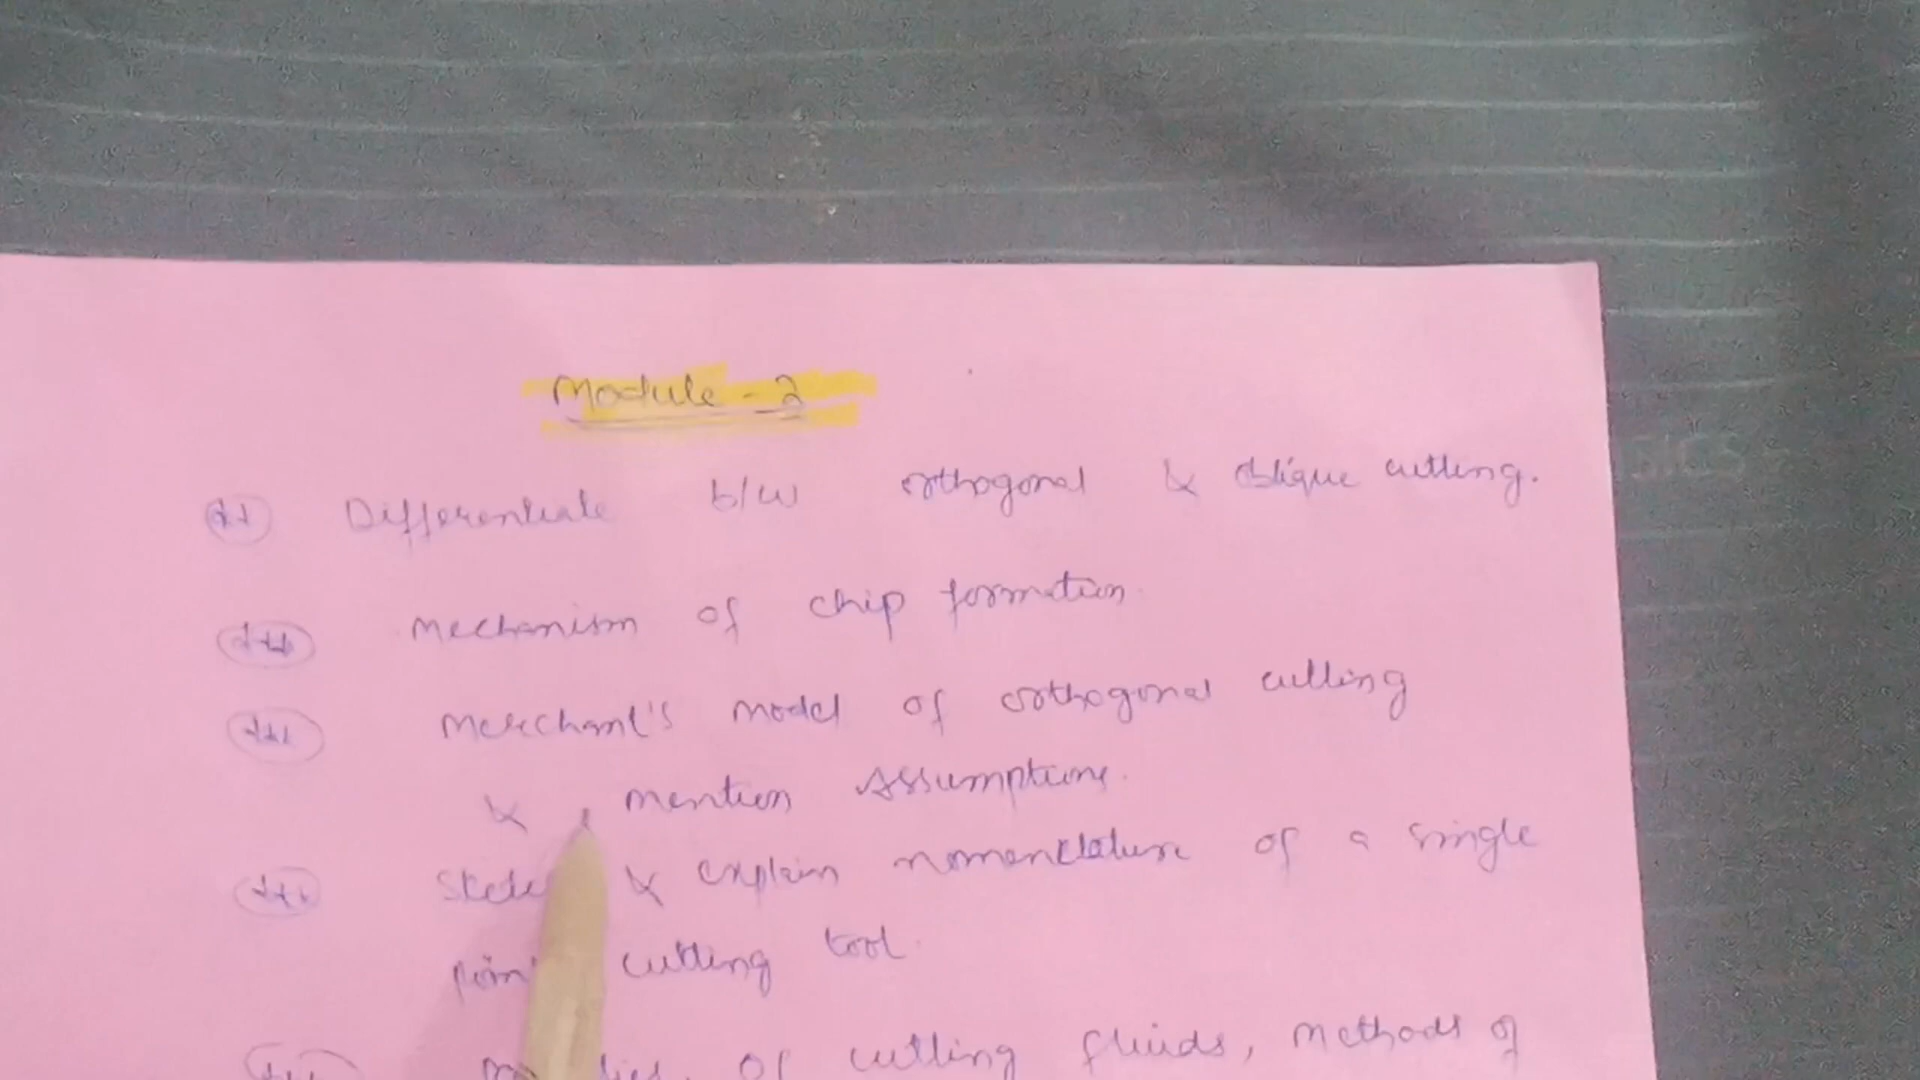 Module - 2
Differentiate b/w orthogonal & oblique cutting.
Mechanism of chip formation.
Merchant's model of orthogonal cutting
& mention Assumptions.
& explain nomenclature of a single
cutting tool.
of cutting fluids, methods of